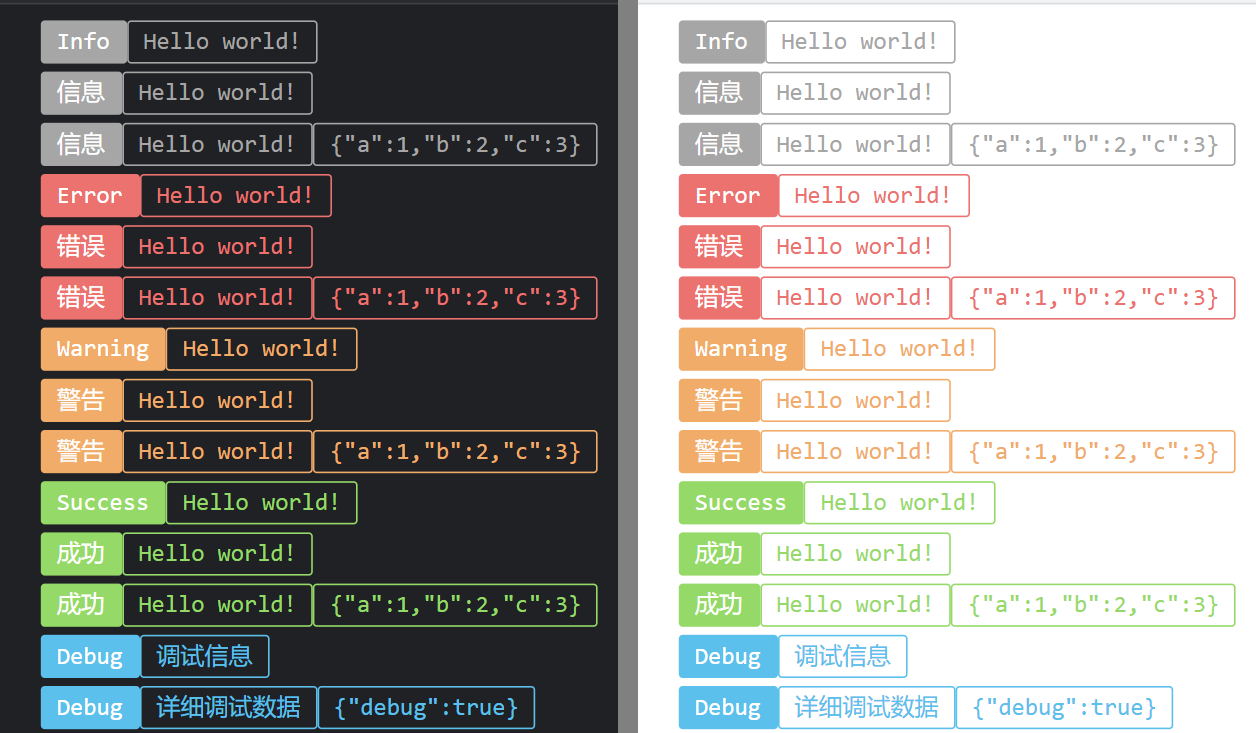 Info Hello world!
信息 Hello world!
信息 Hello world! {"a":1,"b":2,"c":3}
Error Hello world!
错误 Hello world!
错误 Hello world! {"a":1,"b":2,"c":3}
Warning Hello world!
警告 Hello world!
警告 Hello world! {"a":1,"b":2,"c":3}
Success Hello world!
成功 Hello world!
成功 Hello world! {"a":1,"b":2,"c":3}
Debug 调试信息
Debug 详细调试数据 {"debug":true}
Info Hello world!
信息 Hello world!
信息 Hello world! {"a":1,"b":2,"c":3}
Error Hello world!
错误 Hello world!
错误 Hello world! {"a":1,"b":2,"c":3}
Warning Hello world!
警告 Hello world!
警告 Hello world! {"a":1,"b":2,"c":3}
Success Hello world!
成功 Hello world!
成功 Hello world! {"a":1,"b":2,"c":3}
Debug 调试信息
Debug 详细调试数据 {"debug":true}